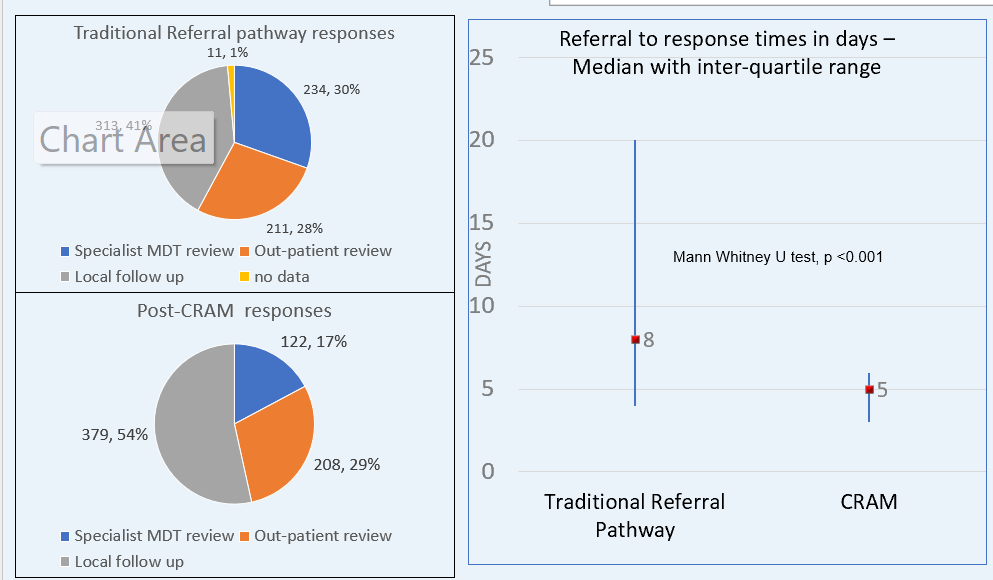 Traditional Referral pathway responses
11, 1%
234, 30%
313, 41%
Chart Area
211, 28%
Specialist MDT review Out-patient review
Local follow up no data
Post-CRAM responses
122, 17%
379, 54%
208, 29%
Specialist MDT review Out-patient review
Local follow up
Referral to response times in days –
Median with inter-quartile range
25
20
15
DAYS
Mann Whitney U test, p <0.001
10
8
5
5
0
Traditional Referral
Pathway
CRAM